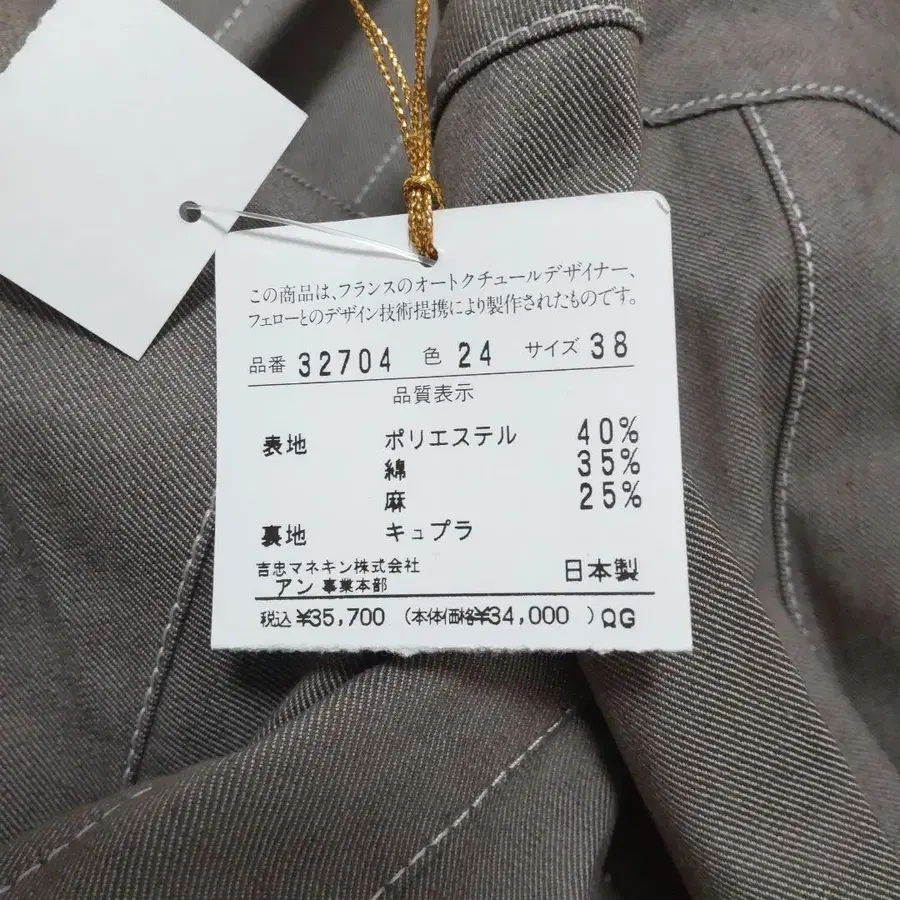 この商品は、フランスのオートクチュールデザイナー、
フェローとのデザイン技術提携により製作されたものです。
品番 32704 色 24 サイズ 38
品質表示
表地 ポリエステル 40%
綿 35%
麻 25%
裏地 キュプラ
吉忠マネキン株式会社
アン 事業本部 日本製
税込 ¥35,700 (本体価格¥34,000 ) QG